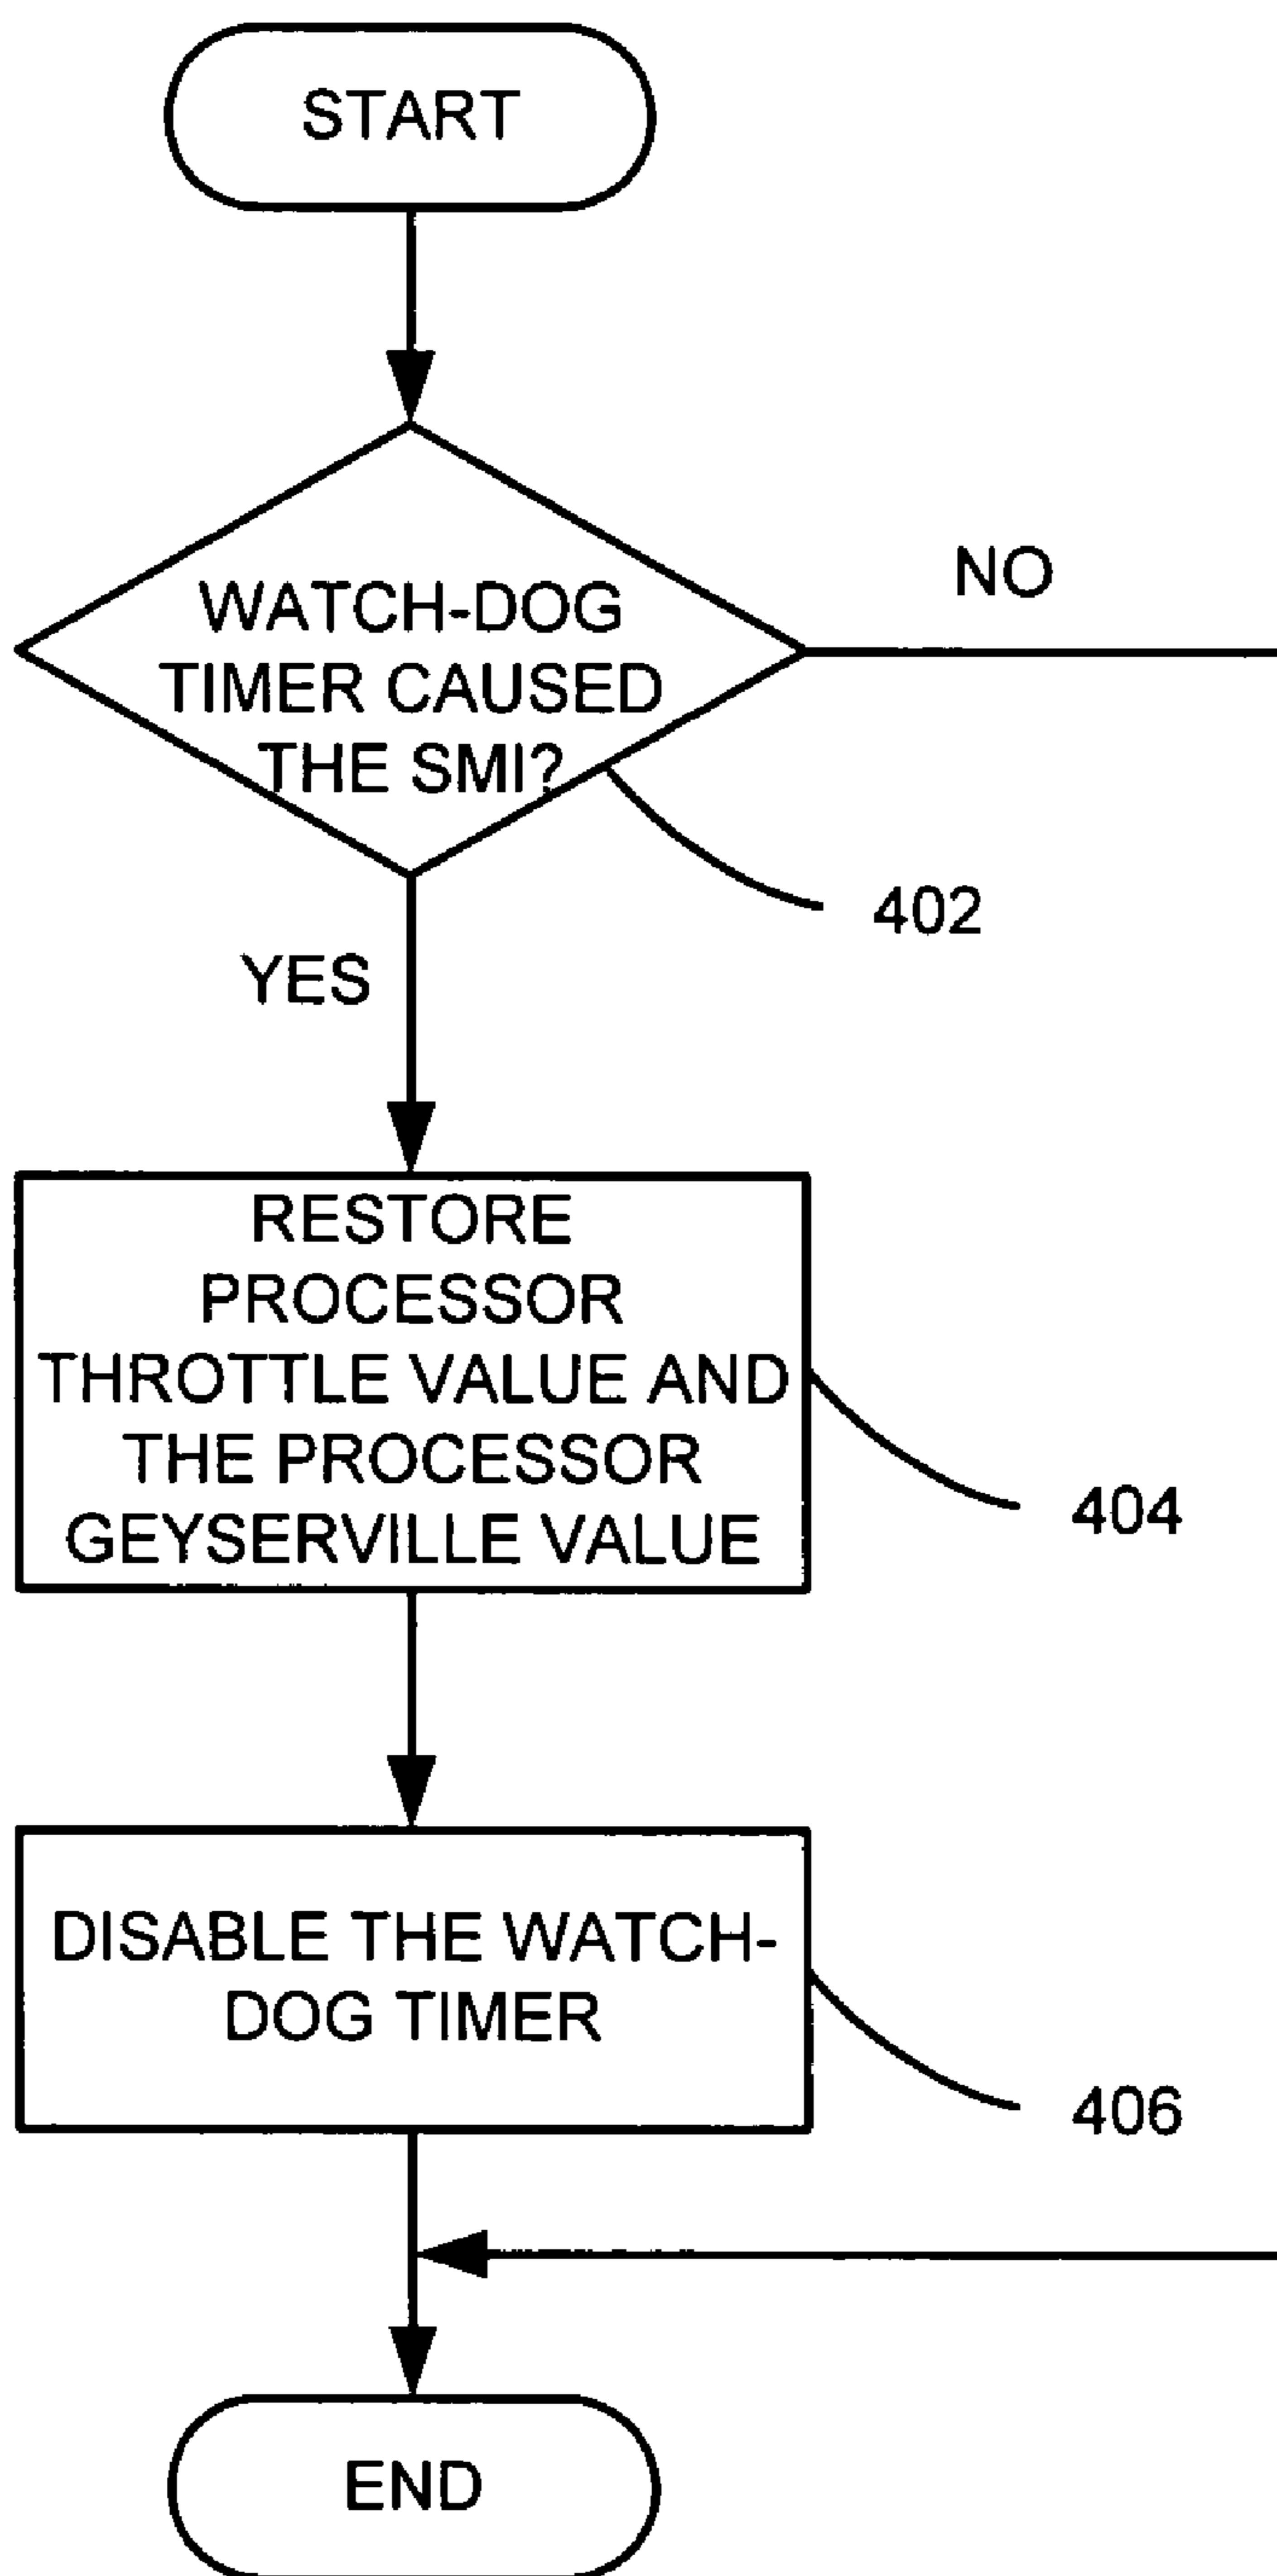 START
WATCH-DOG
TIMER CAUSED
THE SMI?
NO
402
YES
RESTORE
PROCESSOR
THROTTLE VALUE AND
THE PROCESSOR
GEYSERVILLE VALUE
404
DISABLE THE WATCH-
DOG TIMER
406
END